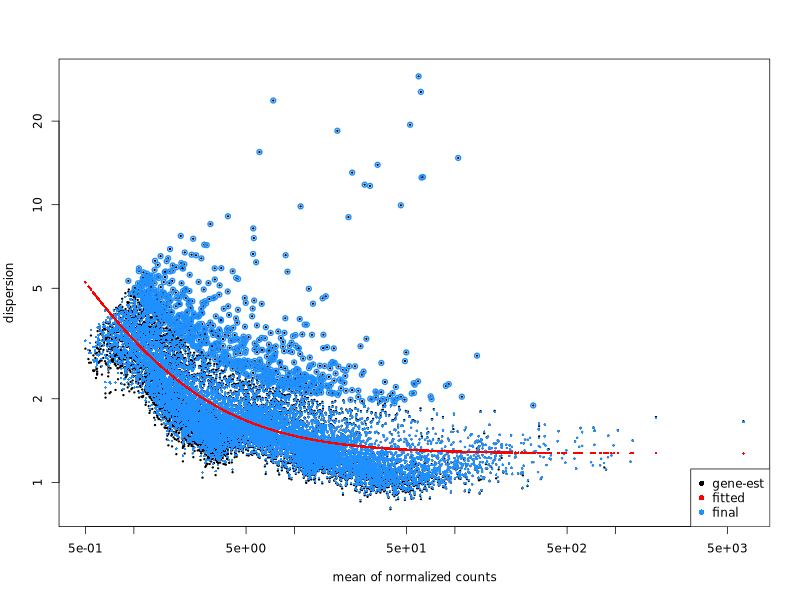 20
10
5
2
1
dispersion
gene-est
fitted
final
5e-01
5e+00
5e+01
5e+02
5e+03
mean of normalized counts